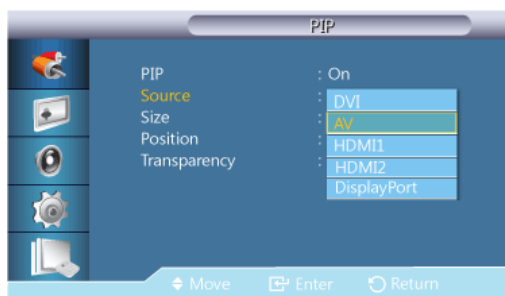 PIP
PIP : On
Source : DVI
Size : AV
Position : HDMI1
Transparency : HDMI2
DisplayPort
Move Enter Return